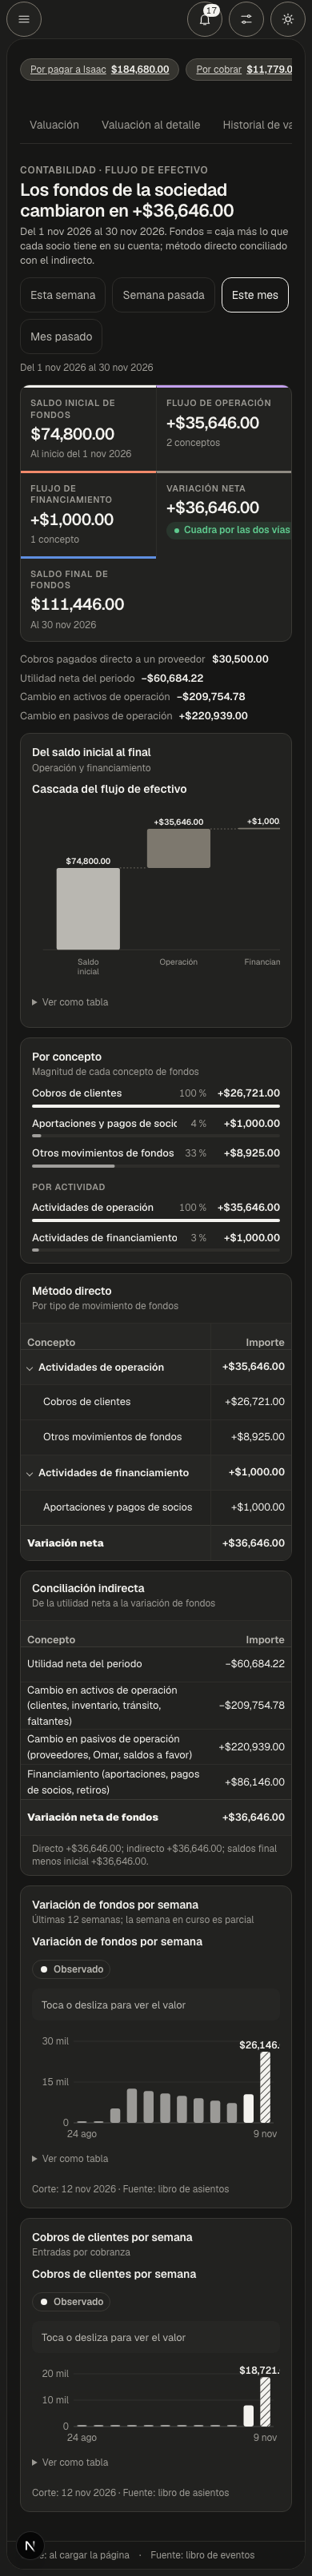 17
Por pagar a Isaac $184,680.00
Por cobrar $11,779.0
Valuación Valuación al detalle Historial de va
CONTABILIDAD · FLUJO DE EFECTIVO
Los fondos de la sociedad
cambiaron en +$36,646.00
Del 1 nov 2026 al 30 nov 2026. Fondos = caja más lo que
cada socio tiene en su cuenta; método directo conciliado
con el indirecto.
Esta semana Semana pasada Este mes
Mes pasado
Del 1 nov 2026 al 30 nov 2026
SALDO INICIAL DE
FONDOS
$74,800.00
Al inicio del 1 nov 2026
FLUJO DE OPERACIÓN
+$35,646.00
2 conceptos
FLUJO DE
FINANCIAMIENTO
+$1,000.00
1 concepto
VARIACIÓN NETA
+$36,646.00
Cuadra por las dos vías
SALDO FINAL DE
FONDOS
$111,446.00
Al 30 nov 2026
Cobros pagados directo a un proveedor $30,500.00
Utilidad neta del periodo −$60,684.22
Cambio en activos de operación −$209,754.78
Cambio en pasivos de operación +$220,939.00
Del saldo inicial al final
Operación y financiamiento
Cascada del flujo de efectivo
$74,800.00
+$35,646.00
+$1,000
Saldo
inicial
Operación
Financian
Ver como tabla
Por concepto
Magnitud de cada concepto de fondos
Cobros de clientes 100 % +$26,721.00
Aportaciones y pagos de socic 4 % +$1,000.00
Otros movimientos de fondos 33 % +$8,925.00
POR ACTIVIDAD
Actividades de operación 100 % +$35,646.00
Actividades de financiamiento 3 % +$1,000.00
Método directo
Por tipo de movimiento de fondos
Concepto Importe
Actividades de operación +$35,646.00
Cobros de clientes +$26,721.00
Otros movimientos de fondos +$8,925.00
Actividades de financiamiento +$1,000.00
Aportaciones y pagos de socios +$1,000.00
Variación neta +$36,646.00
Conciliación indirecta
De la utilidad neta a la variación de fondos
Concepto Importe
Utilidad neta del periodo −$60,684.22
Cambio en activos de operación
(clientes, inventario, tránsito,
faltantes) −$209,754.78
Cambio en pasivos de operación
(proveedores, Omar, saldos a favor) +$220,939.00
Financiamiento (aportaciones, pagos
de socios, retiros) +$86,146.00
Variación neta de fondos +$36,646.00
Directo +$36,646.00; indirecto +$36,646.00; saldos final
menos inicial +$36,646.00.
Variación de fondos por semana
Últimas 12 semanas; la semana en curso es parcial
Variación de fondos por semana
Observado
Toca o desliza para ver el valor
$26,146.
30 mil
15 mil
0
24 ago 9 nov
Ver como tabla
Corte: 12 nov 2026 · Fuente: libro de asientos
Cobros de clientes por semana
Entradas por cobranza
Cobros de clientes por semana
Observado
Toca o desliza para ver el valor
$18,721.
20 mil
10 mil
0
24 ago 9 nov
Ver como tabla
Corte: 12 nov 2026 · Fuente: libro de asientos
N
al cargar la página · Fuente: libro de eventos